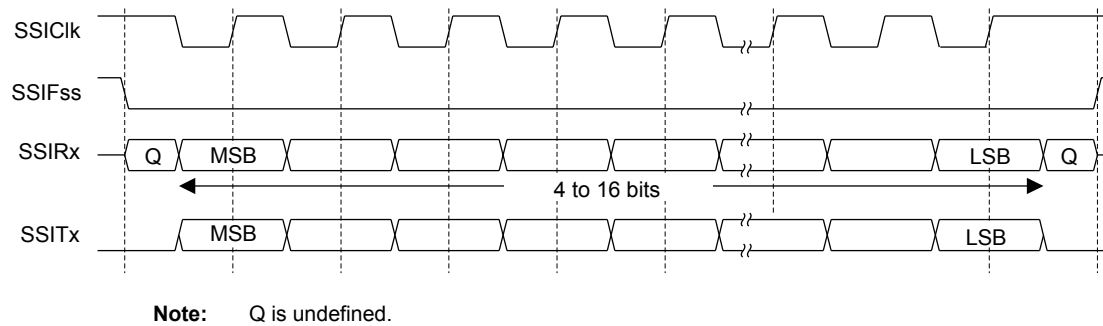 SSIClk
SSIFss
SSIRx Q MSB LSB Q
4 to 16 bits
SSITx MSB LSB
Note: Q is undefined.